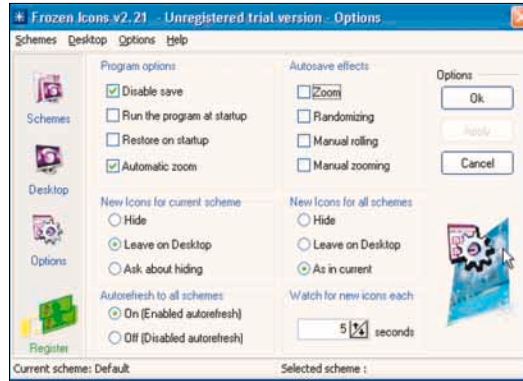 Frozen Icons v2.21 - Unregistered trial version - Options
Schemes Desktop Options Help
Schemes
Desktop
Options
Register
Program options
Disable save
Run the program at startup
Restore on startup
Automatic zoom
Autosave effects
Zoom
Randomizing
Manual rolling
Manual zooming
Options
Ok
Apply
Cancel
New Icons for current scheme
Hide
Leave on Desktop
Ask about hiding
New Icons for all schemes
Hide
Leave on Desktop
As in current
Autorefresh to all schemes
On (Enabled autorefresh)
Off (Disabled autorefresh)
Watch for new icons each
5 seconds
Current scheme: Default
Selected scheme :